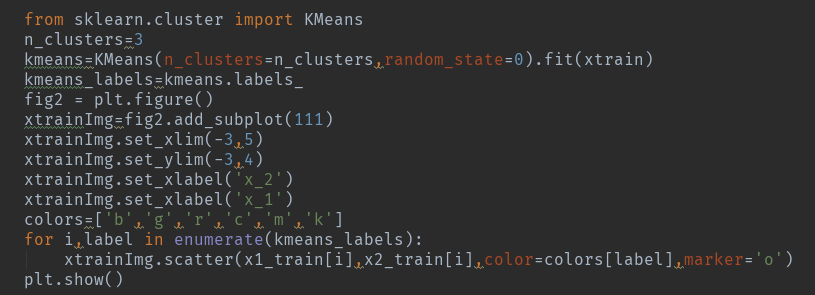 from sklearn.cluster import KMeans
n_clusters=3
kmeans=KMeans(n_clusters=n_clusters,random_state=0).fit(xtrain)
kmeans_labels=kmeans.labels_
fig2 = plt.figure()
xtrainImg=fig2.add_subplot(111)
xtrainImg.set_xlim(-3,5)
xtrainImg.set_ylim(-3,4)
xtrainImg.set_xlabel('x_2')
xtrainImg.set_xlabel('x_1')
colors=['b','g','r','c','m','k']
for i,label in enumerate(kmeans_labels):
    xtrainImg.scatter(x1_train[i],x2_train[i],color=colors[label],marker='o')
plt.show()